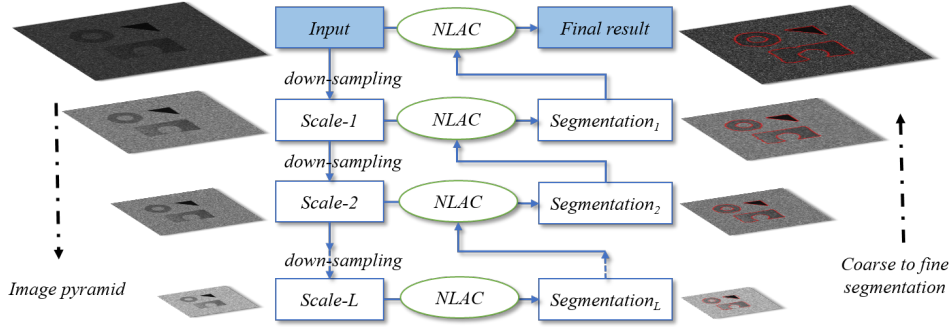 Input
NLAC
Final result
down-sampling
Scale-1
NLAC
Segmentation₁
down-sampling
Scale-2
NLAC
Segmentation₂
down-sampling
Scale-L
NLAC
Segmentation_L
Image pyramid
Coarse to fine
segmentation